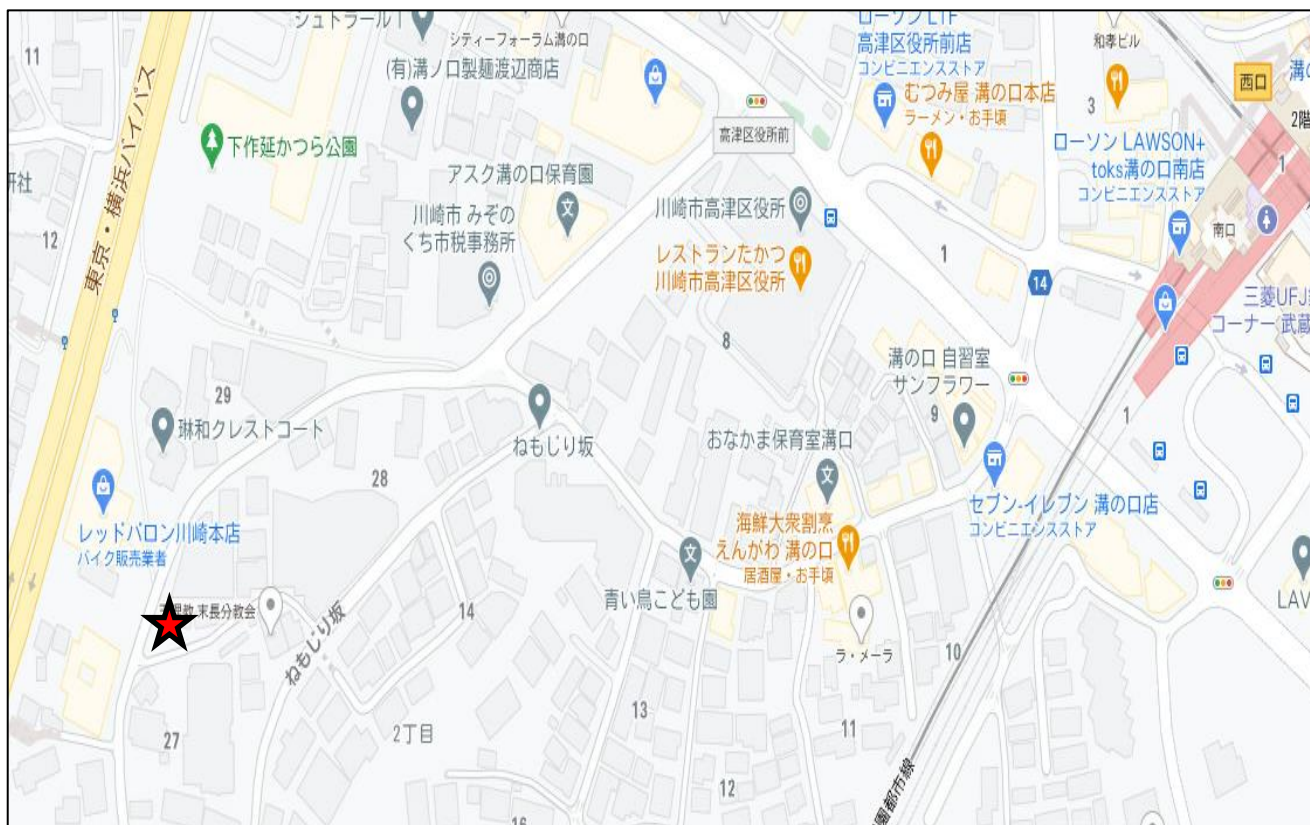 シュトラール I
シティーフォーラム溝の口
(有)溝ノ口製麺渡辺商店
ローソン LTF
高津区役所前店
コンビニエンスストア
和孝ビル
むつみ屋 溝の口本店
ラーメン・お手頃
3
西口
2階
11
東京・横浜バイパス
下作延かつら公園
高津区役所前
ローソン LAWSON+
toks溝の口南店
コンビニエンスストア
1
12
アスク溝の口保育園
川崎市 みぞの
くち市税事務所
川崎市高津区役所
レストランたかつ
川崎市高津区役所
南口
1
14
三菱UFJ
コーナー 武蔵
8
溝の口 自習室
サンフラワー
9
1
29
琳和クレストコート
ねもじり坂
おなかま保育室溝口
28
レッドバロン川崎本店
バイク販売業者
セブン-イレブン 溝の口店
コンビニエンスストア
海鮮大衆割烹
えんがわ 溝の口
居酒屋・お手頃
青い鳥こども園
LAV
末長分教会
14
ねもじり坂
ラ・メーラ
10
13
27
2丁目
11
12
16
園都市線